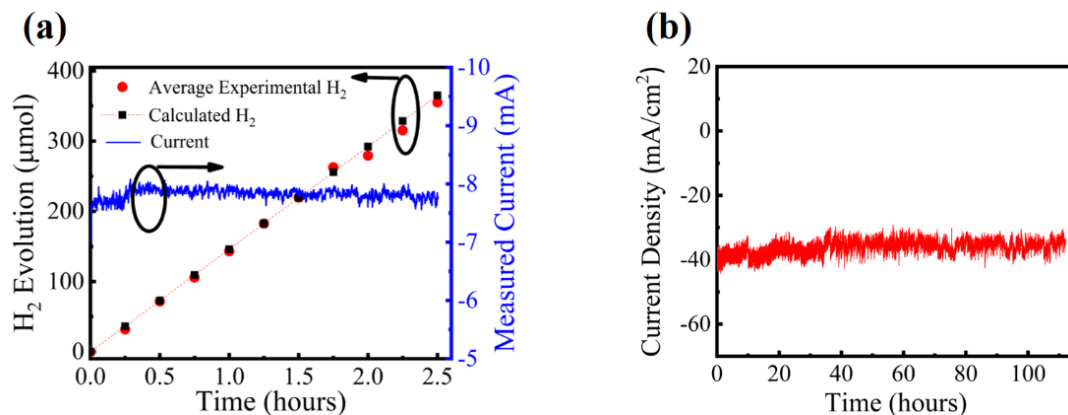 (a)
H₂ Evolution (μmol)
400
300
200
100
0
Average Experimental H₂
Calculated H₂
Current
-10
-9
-8
-7
-6
-5
Measured Current (mA)
0.0 0.5 1.0 1.5 2.0 2.5
Time (hours)
(b)
Current Density (mA/cm²)
20
0
-20
-40
-60
0 20 40 60 80 100
Time (hours)